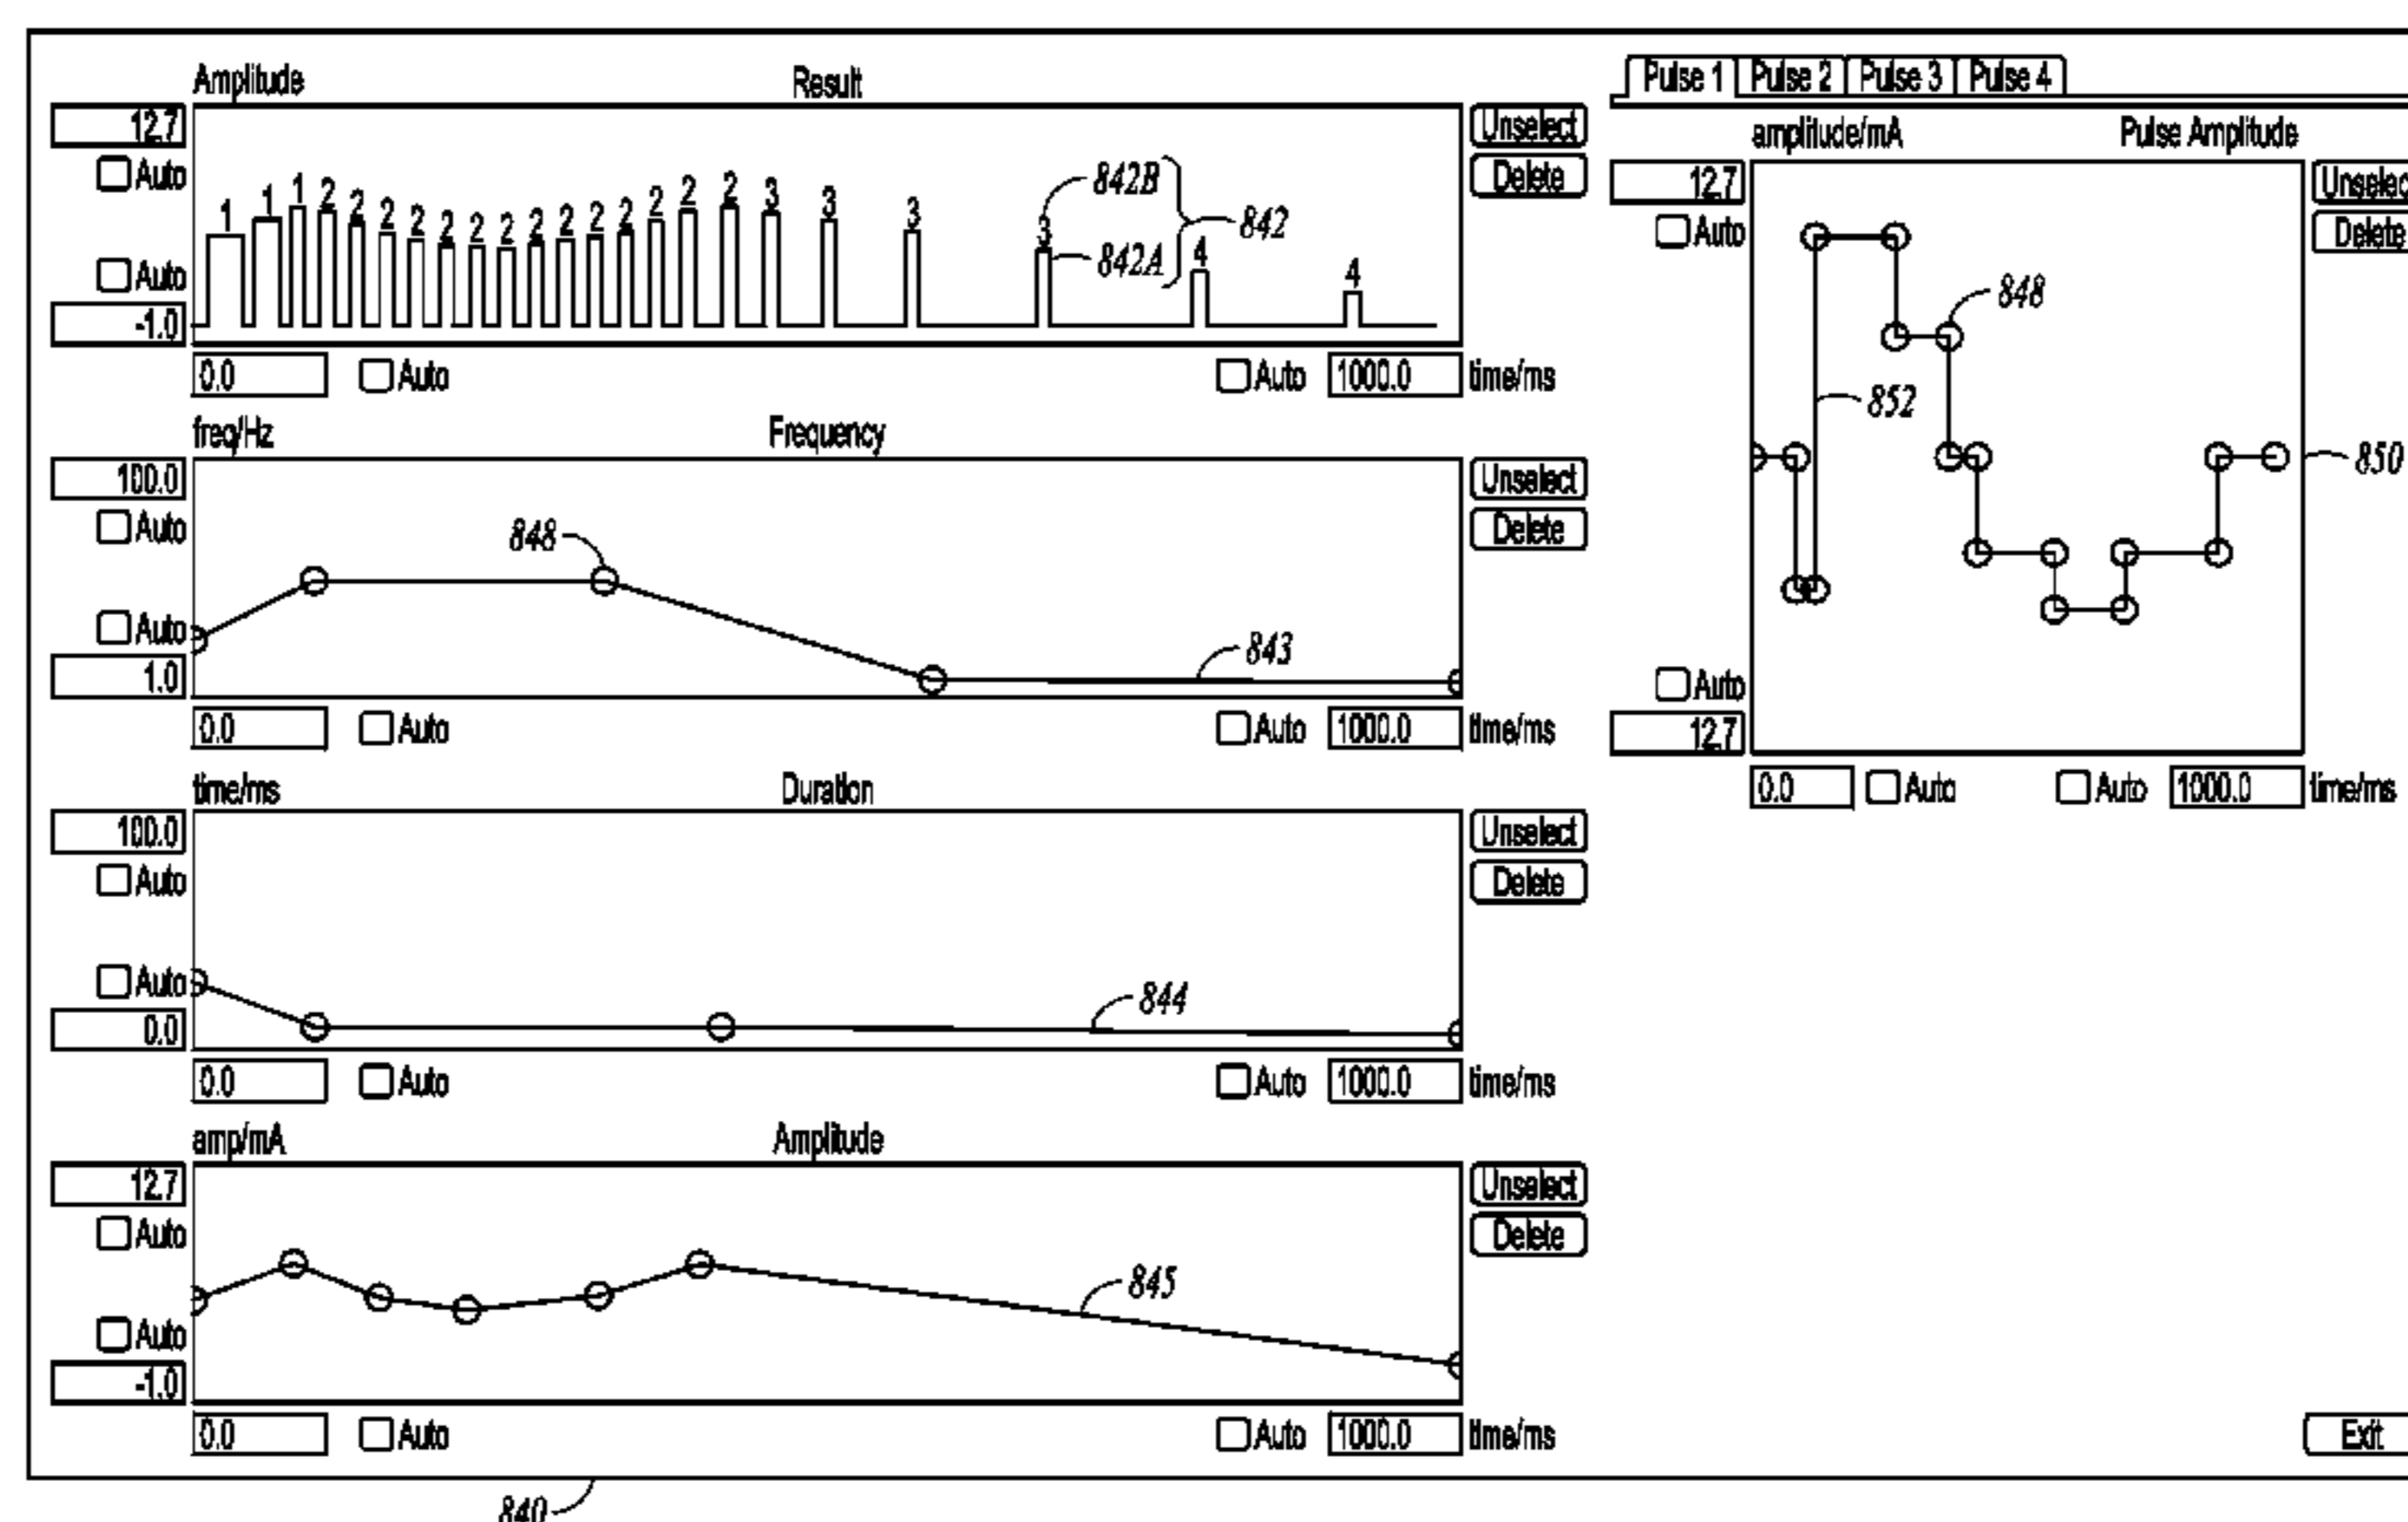 Amplitude Result
12.7 Unselect
Auto Delete
1 1 1 2 2 2 2 2 2 2 2 2 2 2 2 2 2 3 3 3 3 4 4
842B
842A
842
Auto
-1.0
0.0 Auto Auto 1000.0 time/ms
freq/Hz Frequency
100.0 Unselect
Auto Delete
848
Auto 843
1.0
0.0 Auto Auto 1000.0 time/ms
time/ms Duration
100.0 Unselect
Auto Delete
Auto 844
0.0
0.0 Auto Auto 1000.0 time/ms
amp/mA Amplitude
12.7 Unselect
Auto Delete
845
Auto
-1.0
0.0 Auto Auto 1000.0 time/ms
Pulse 1 Pulse 2 Pulse 3 Pulse 4
amplitude/mA Pulse Amplitude
12.7 Unselec
Auto Delete
848
852
850
Auto
12.7
0.0 Auto Auto 1000.0 time/ms
Exit
840